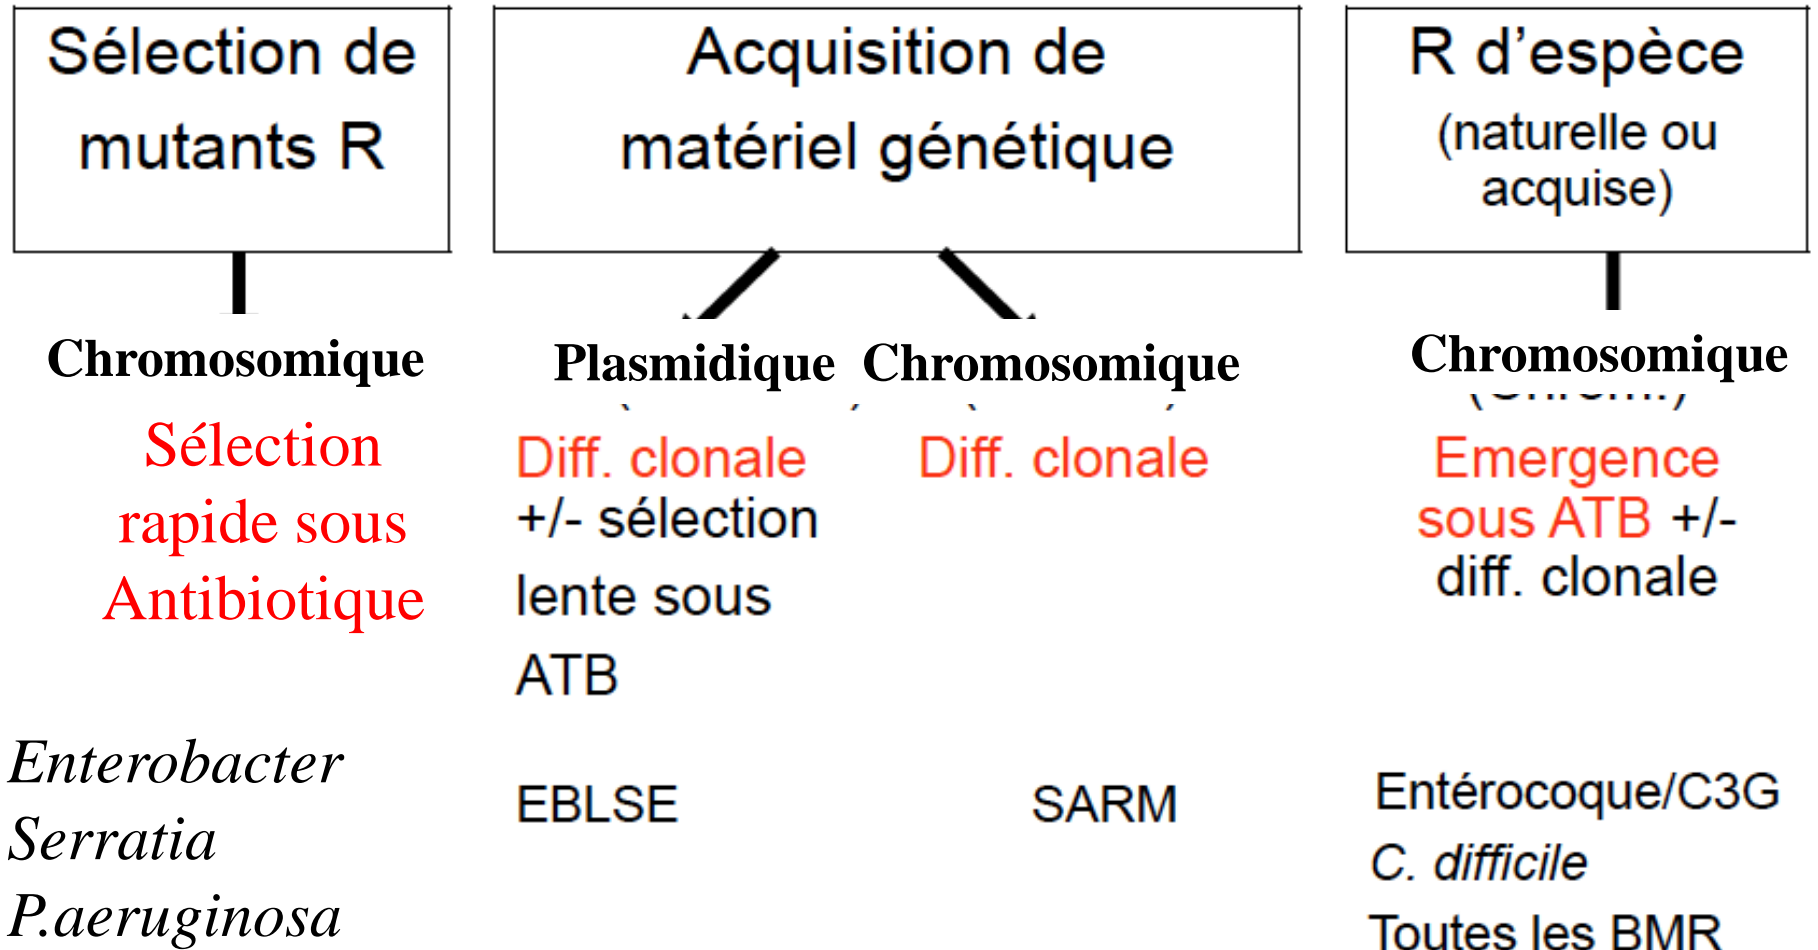 Sélection de
mutants R
Acquisition de
matériel génétique
R d'espèce
(naturelle ou
acquise)
Chromosomique
Plasmidique
Chromosomique
Chromosomique
Sélection
rapide sous
Antibiotique
Diff. clonale
+/- sélection
lente sous
ATB
Diff. clonale
Emergence
sous ATB +/-
diff. clonale
Enterobacter
Serratia
P.aeruginosa
EBLSE
SARM
Entérocoque/C3G
C. difficile
Toutes les BMR